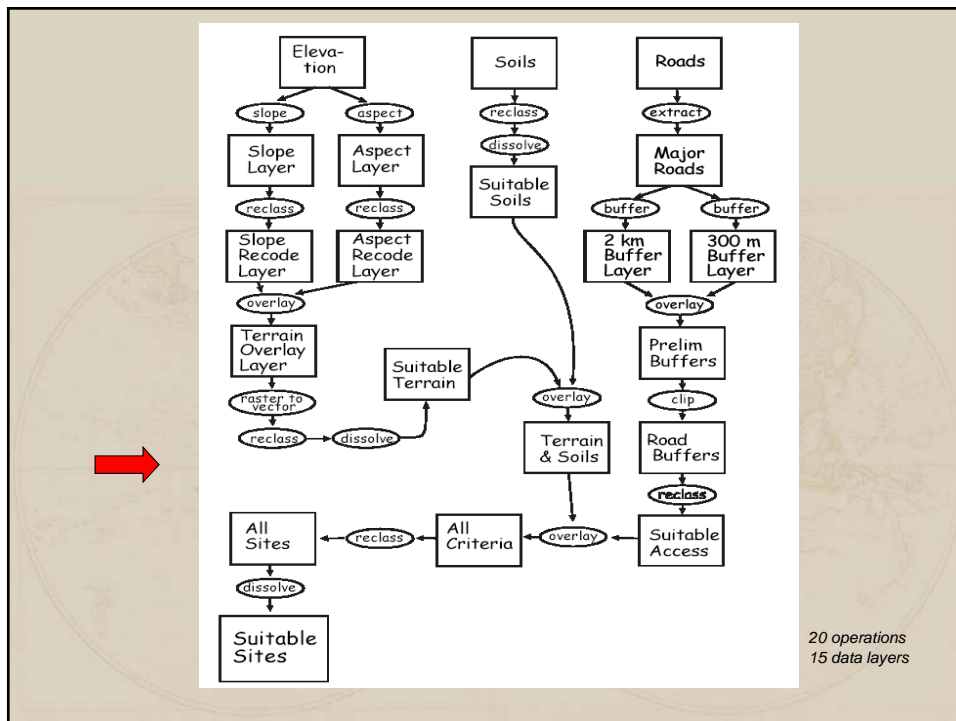 Eleva-
tion
Soils
Roads
slope
aspect
reclass
extract
dissolve
Slope
Layer
Aspect
Layer
Major
Roads
Suitable
Soils
reclass
reclass
buffer
buffer
Slope
Recode
Layer
Aspect
Recode
Layer
2 km
Buffer
Layer
300 m
Buffer
Layer
overlay
overlay
Terrain
Overlay
Layer
Suitable
Terrain
Prelim
Buffers
raster to
vector
overlay
clip
reclass
dissolve
Terrain
& Soils
Road
Buffers
reclass
All
Sites
reclass
All
Criteria
overlay
Suitable
Access
dissolve
Suitable
Sites
20 operations
15 data layers